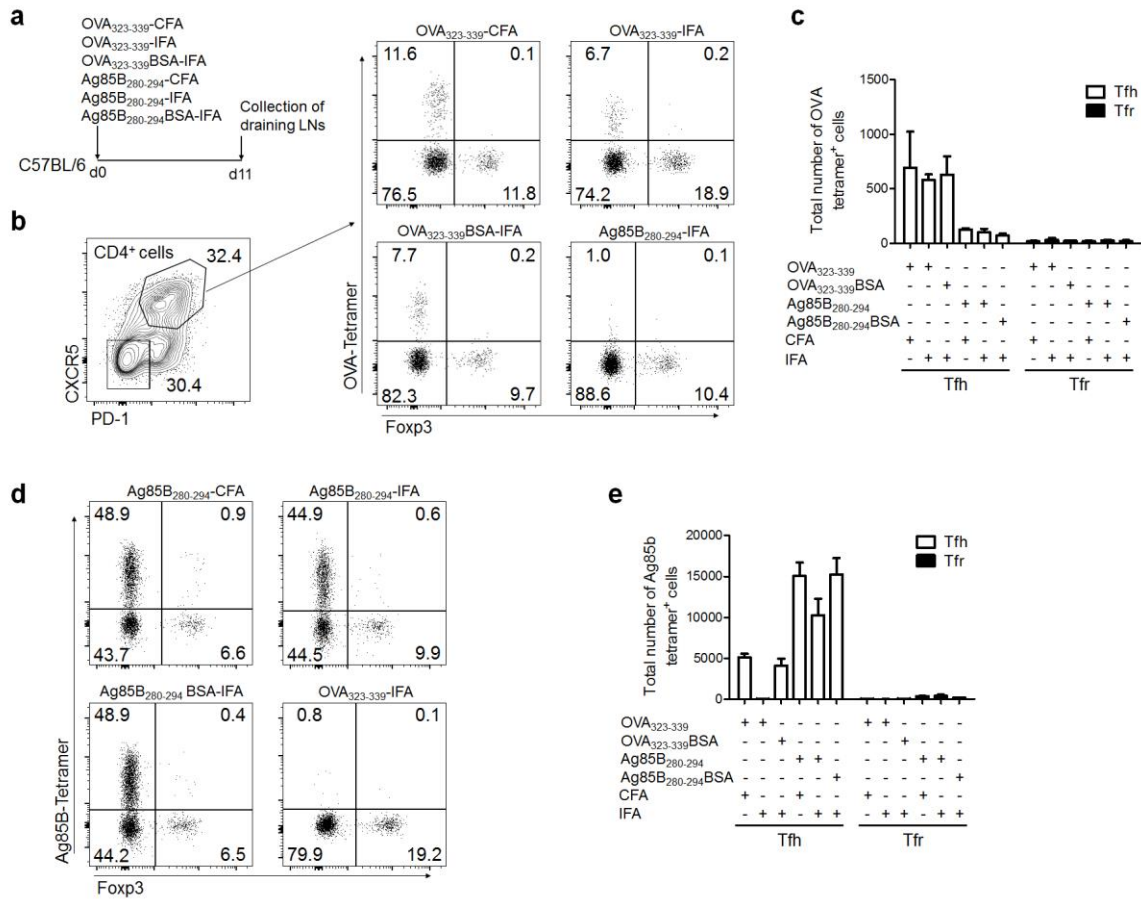 a
OVA323-339-CFA
OVA323-339-IFA
OVA323-339BSA-IFA
Ag85B280-294-CFA
Ag85B280-294-IFA
Ag85B280-294BSA-IFA
Collection of
draining LNs
C57BL/6
d0
d11
b
CD4+ cells
32.4
30.4
CXCR5
PD-1
OVA323-339-CFA
11.6
0.1
76.5
11.8
OVA323-339-IFA
6.7
0.2
74.2
18.9
OVA323-339BSA-IFA
7.7
0.2
82.3
9.7
Ag85B280-294-IFA
1.0
0.1
88.6
10.4
OVA-Tetramer
Foxp3
c
Total number of OVA
tetramer+ cells
1500
1000
500
0
Tfh
Tfr
OVA323-339 + + - - - - + + - - - -
OVA323-339BSA - - + - - - - - + - - -
Ag85B280-294 - - - + + - - - - + + -
Ag85B280-294BSA - - - - - + - - - - - +
CFA + - - + - - + - - + - -
IFA - + + - + + - + + - + +
Tfh
Tfr
d
Ag85B280-294-CFA
48.9
0.9
43.7
6.6
Ag85B280-294-IFA
44.9
0.6
44.5
9.9
Ag85B280-294 BSA-IFA
48.9
0.4
44.2
6.5
OVA323-339-IFA
0.8
0.1
79.9
19.2
Ag85B-Tetramer
Foxp3
e
Total number of Ag85b
tetramer+ cells
20000
15000
10000
5000
0
Tfh
Tfr
OVA323-339 + + - - - - + + - - - -
OVA323-339BSA - - + - - - - - + - - -
Ag85B280-294 - - - + + - - - - + + -
Ag85B280-294BSA - - - - - + - - - - - +
CFA + - - + - - + - - + - -
IFA - + + - + + - + + - + +
Tfh
Tfr